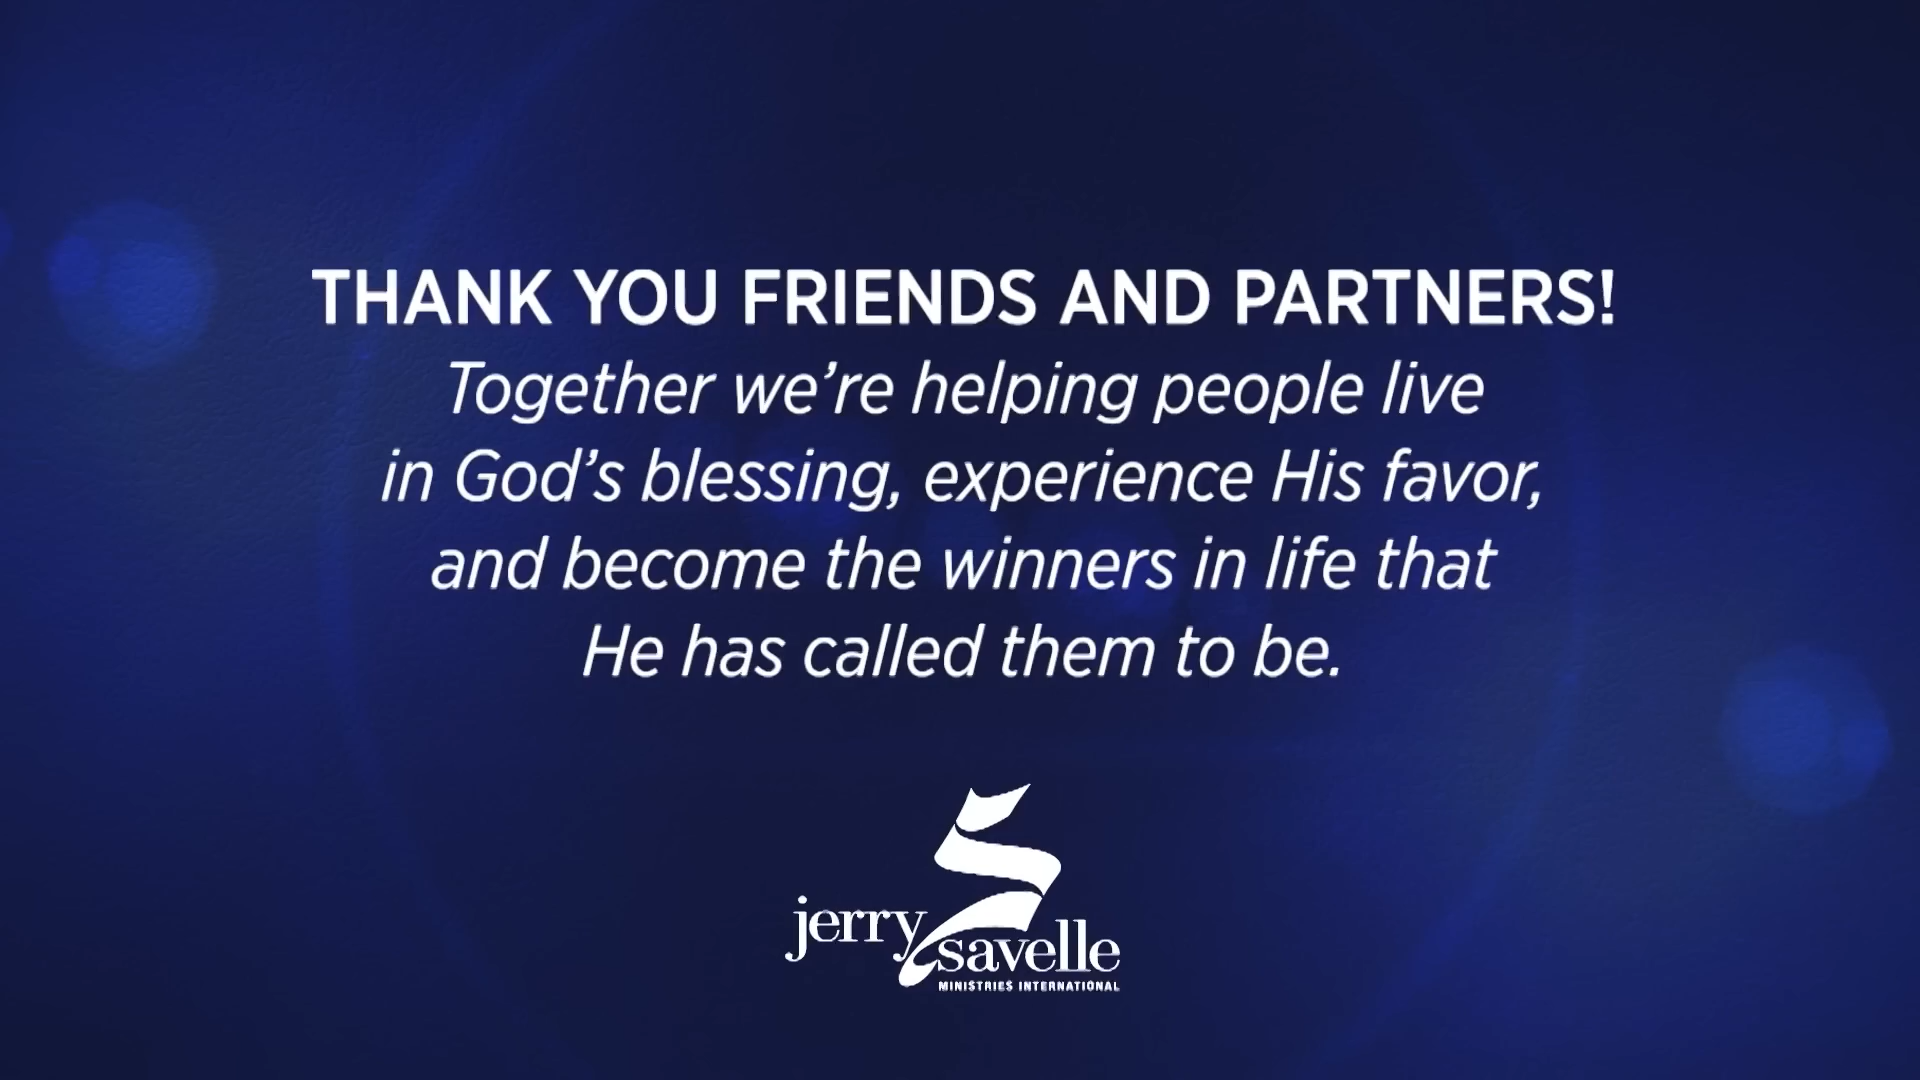 THANK YOU FRIENDS AND PARTNERS!
Together we’re helping people live
in God’s blessing, experience His favor,
and become the winners in life that
He has called them to be.
jerry
savelle
MINISTRIES INTERNATIONAL